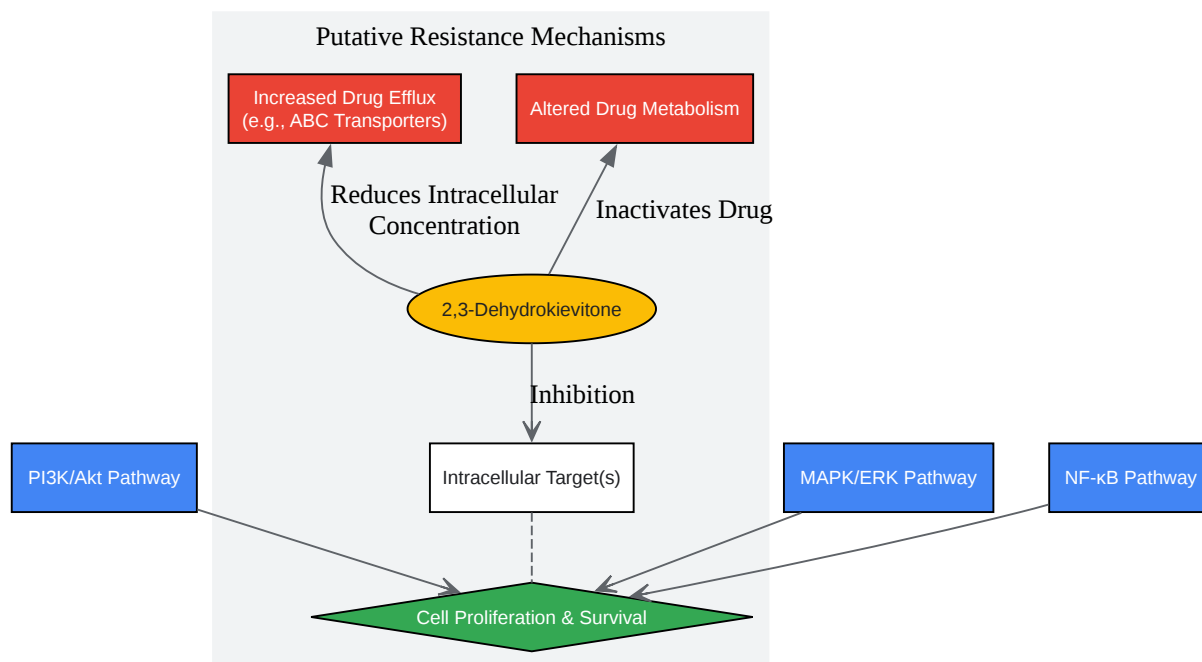 Putative Resistance Mechanisms
Increased Drug Efflux
(e.g., ABC Transporters)
Altered Drug Metabolism
Reduces Intracellular
Concentration
Inactivates Drug
2,3-Dehydrokievitone
Inhibition
PI3K/Akt Pathway
Intracellular Target(s)
MAPK/ERK Pathway
NF-κB Pathway
Cell Proliferation & Survival